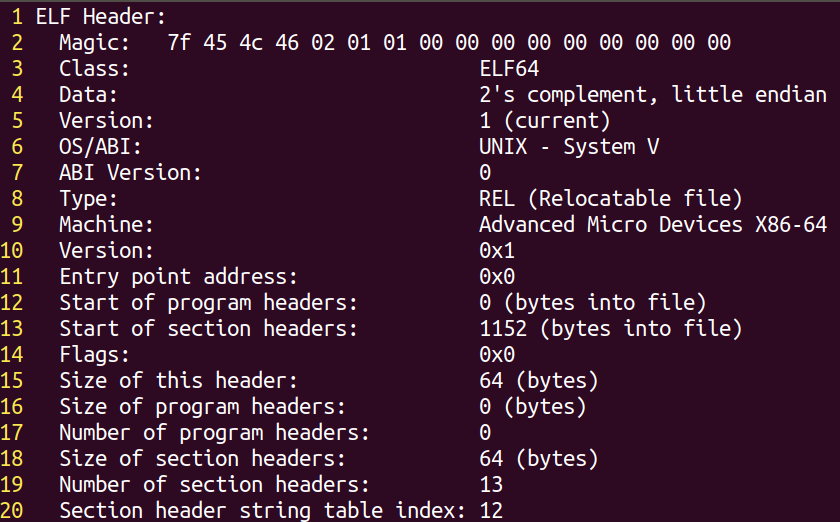 1 ELF Header:
2   Magic:   7f 45 4c 46 02 01 01 00 00 00 00 00 00 00 00 00
3   Class:                             ELF64
4   Data:                              2's complement, little endian
5   Version:                           1 (current)
6   OS/ABI:                            UNIX - System V
7   ABI Version:                       0
8   Type:                              REL (Relocatable file)
9   Machine:                           Advanced Micro Devices X86-64
10   Version:                           0x1
11   Entry point address:               0x0
12   Start of program headers:          0 (bytes into file)
13   Start of section headers:          1152 (bytes into file)
14   Flags:                             0x0
15   Size of this header:               64 (bytes)
16   Size of program headers:           0 (bytes)
17   Number of program headers:         0
18   Size of section headers:           64 (bytes)
19   Number of section headers:         13
20   Section header string table index: 12